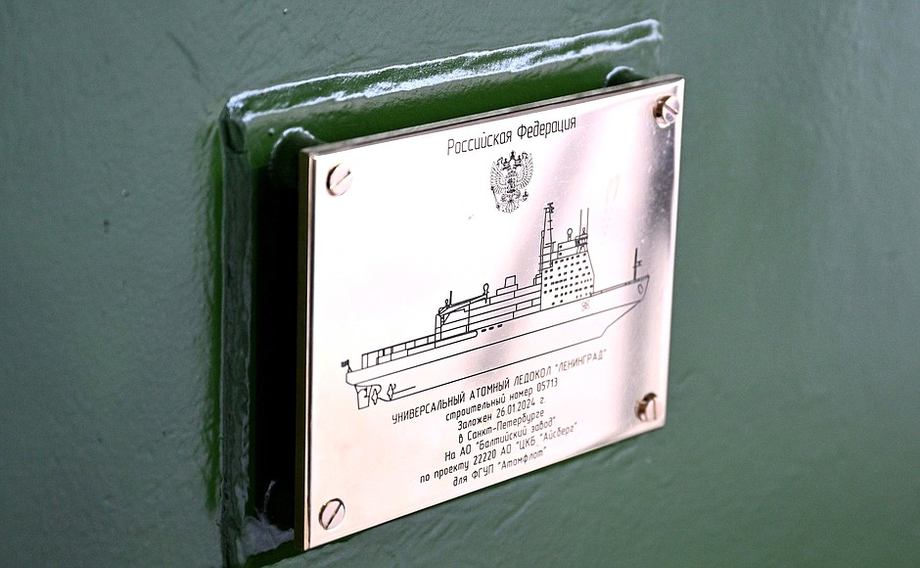 Российская Федерация
УНИВЕРСАЛЬНЫЙ АТОМНЫЙ ЛЕДОКОЛ "ЛЕНИНГРАД"
строительный номер 05713
Заложен 26.01.2024 г.
в Санкт-Петербурге
На АО "Балтийский завод"
по проекту 22220 АО "ЦКБ "Айсберг"
для ФГУП "Атомфлот"